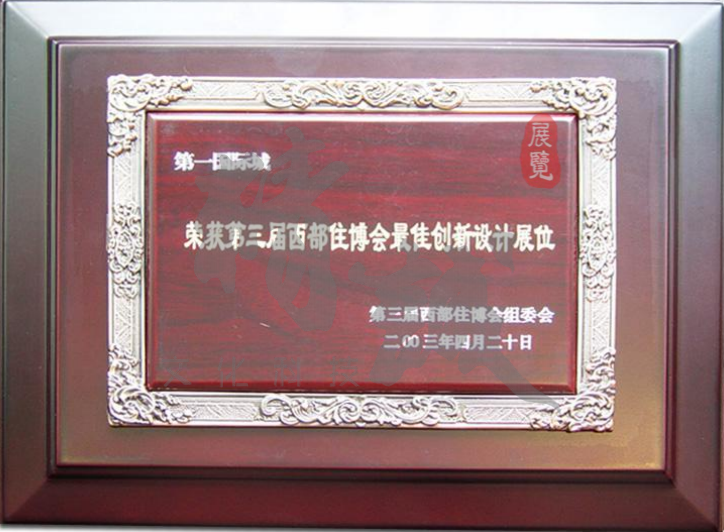 展覽
第一国际城
荣获第三届西部住博会最佳创新设计展位
第三届西部住博会组委会
二00三年四月二十日